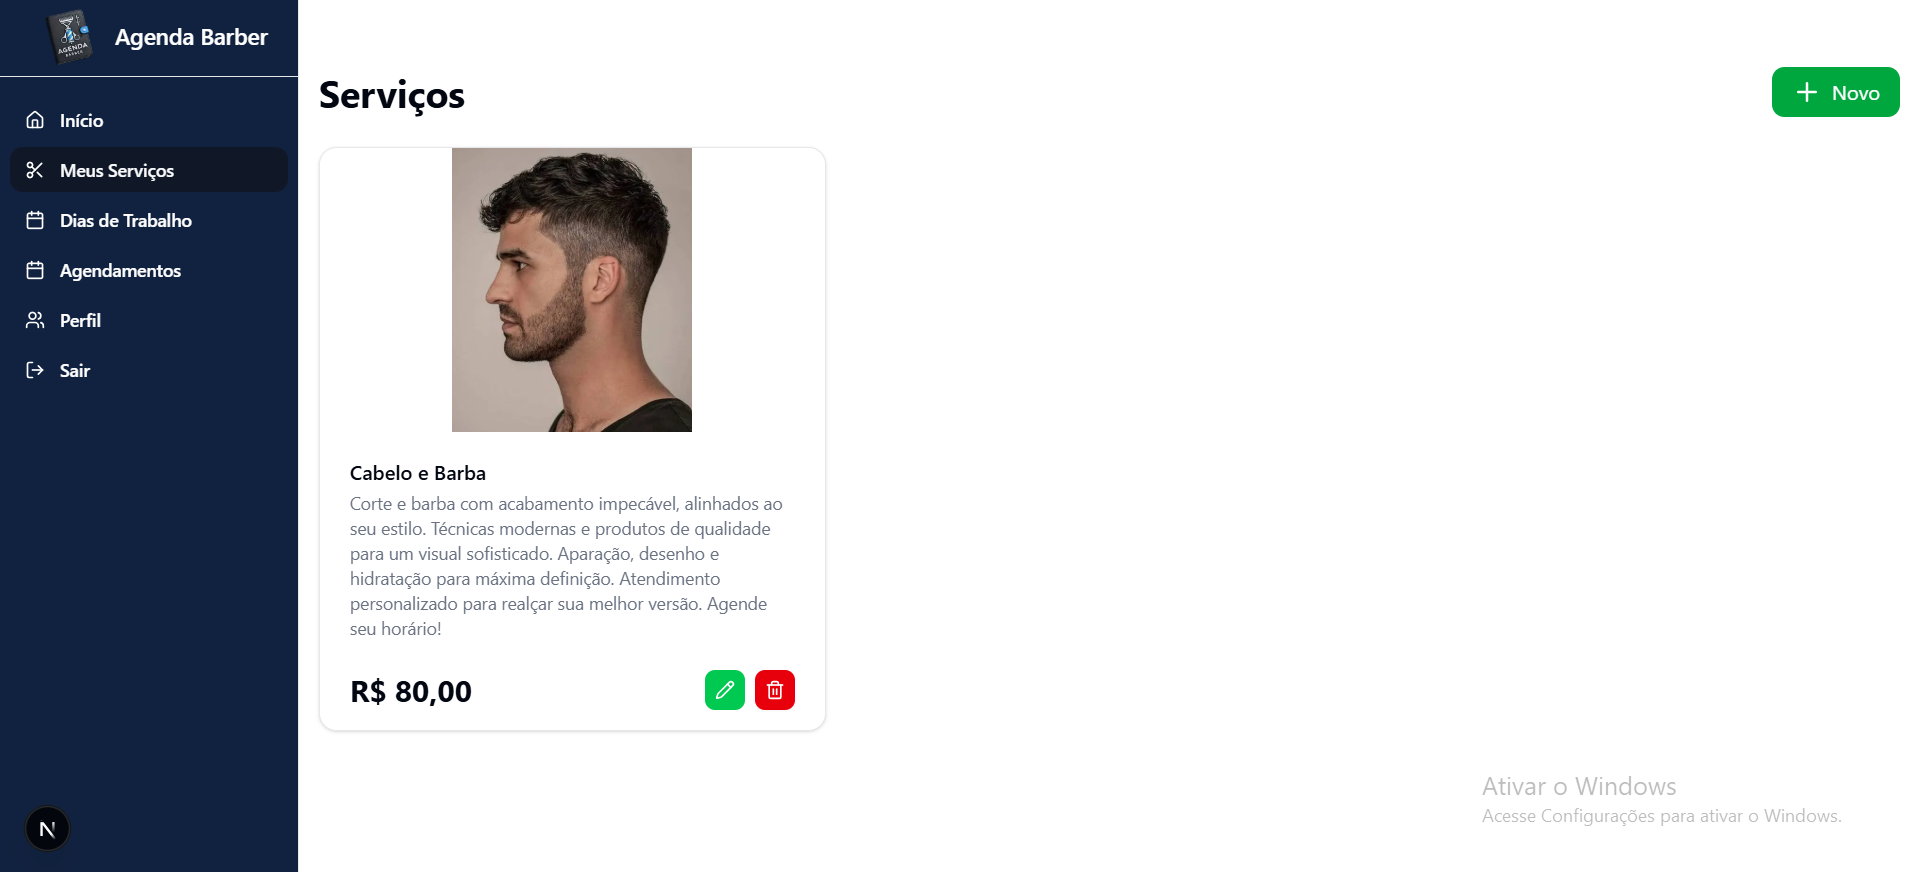 AGENDA
BARBER
Agenda Barber
Início
Meus Serviços
Dias de Trabalho
Agendamentos
Perfil
Sair
N
Serviços
Novo
Cabelo e Barba
Corte e barba com acabamento impecável, alinhados ao
seu estilo. Técnicas modernas e produtos de qualidade
para um visual sofisticado. Aparação, desenho e
hidratação para máxima definição. Atendimento
personalizado para realçar sua melhor versão. Agende
seu horário!
R$ 80,00
Ativar o Windows
Acesse Configurações para ativar o Windows.